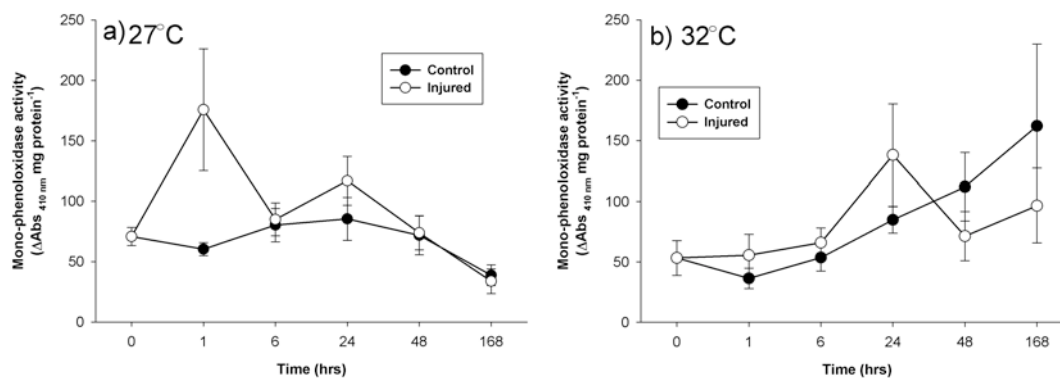 a) 27°C
Control
Injured
Mono-phenoloxidase activity
(ΔAbs 410 nm mg protein⁻¹)
250
200
150
100
50
0
0 1 6 24 48 168
Time (hrs)
b) 32°C
Control
Injured
Mono-phenoloxidase activity
(ΔAbs 410 nm mg protein⁻¹)
250
200
150
100
50
0
0 1 6 24 48 168
Time (hrs)